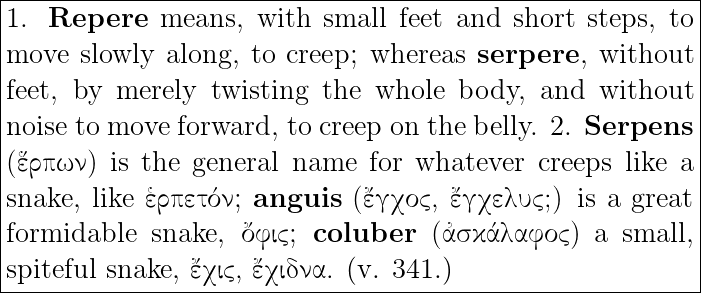 1. Repere means, with small feet and short steps, to
move slowly along, to creep; whereas serpere, without
feet, by merely twisting the whole body, and without
noise to move forward, to creep on the belly. 2. Serpens
(ἕρπων) is the general name for whatever creeps like a
snake, like ἑρπετόν; anguis (ἔγχος, ἔγχελυς;) is a great
formidable snake, ὄφις; coluber (ἀσκάλαφος) a small,
spiteful snake, ἔχις, ἔχιδνα. (v. 341.)